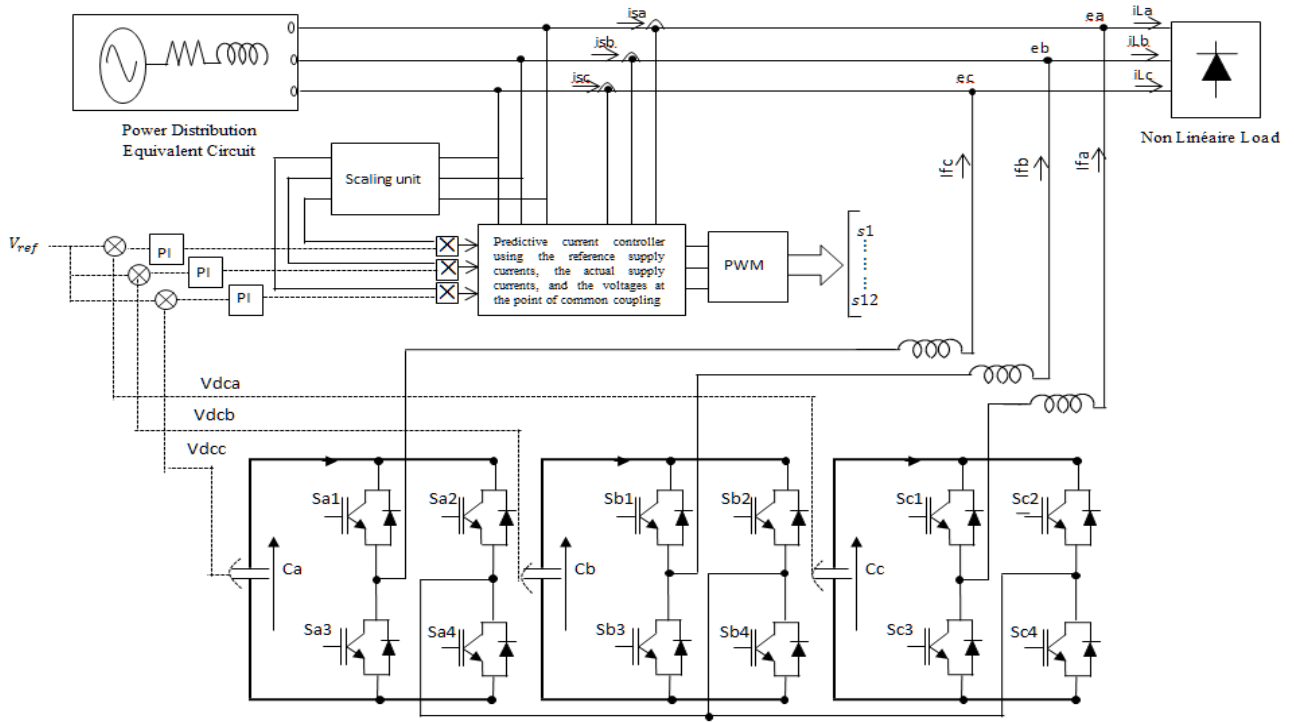 isa
isb
isc
ea
eb
ec
iLa
iLb
iLc
Power Distribution
Equivalent Circuit
Non Linéaire Load
Scaling unit
Ifc
Ifb
Ifa
Vref
PI
PI
PI
Predictive current controller
using the reference supply
currents, the actual supply
currents, and the voltages at
the point of common coupling
PWM
s1
s12
Vdca
Vdcb
Vdcc
Sa1
Sa2
Sb1
Sb2
Sc1
Sc2
Ca
Cb
Cc
Sa3
Sa4
Sb3
Sb4
Sc3
Sc4